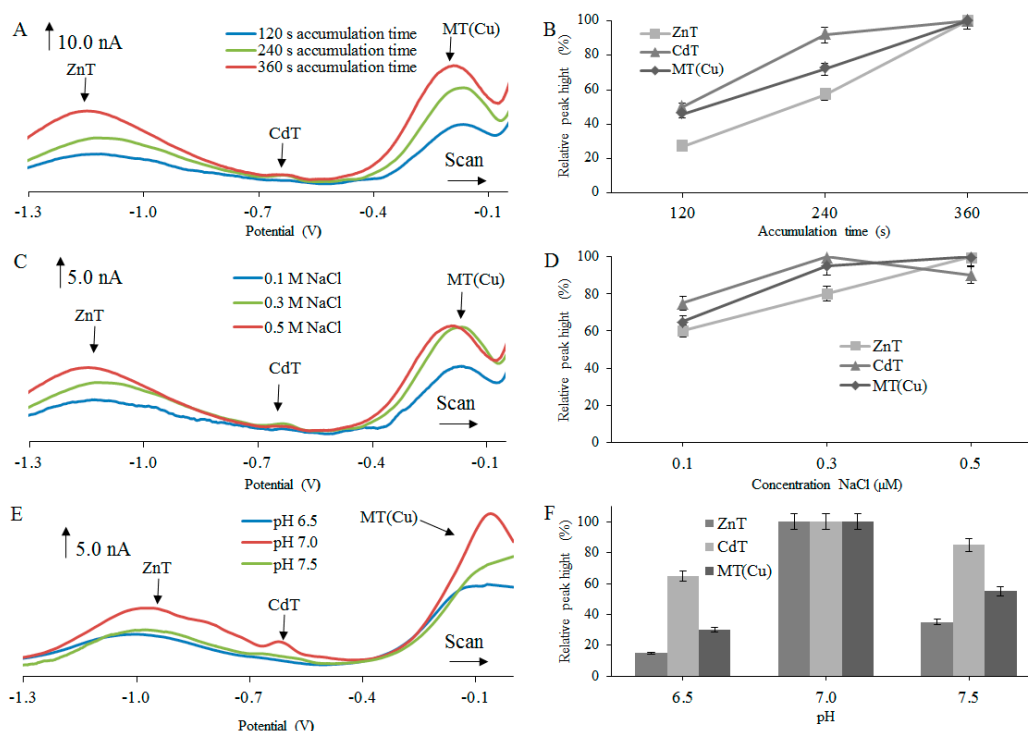 A
10.0 nA
ZnT
CdT
MT(Cu)
120 s accumulation time
240 s accumulation time
360 s accumulation time
Scan
-1.3 -1.0 -0.7 -0.4 -0.1
Potential (V)
B
Relative peak hight (%)
100
80
60
40
20
0
ZnT
CdT
MT(Cu)
120 240 360
Accumulation time (s)
C
5.0 nA
ZnT
CdT
MT(Cu)
0.1 M NaCl
0.3 M NaCl
0.5 M NaCl
Scan
-1.3 -1.0 -0.7 -0.4 -0.1
Potential (V)
D
Relative peak hight (%)
100
80
60
40
20
0
ZnT
CdT
MT(Cu)
0.1 0.3 0.5
Concentration NaCl (μM)
E
5.0 nA
ZnT
CdT
MT(Cu)
pH 6.5
pH 7.0
pH 7.5
Scan
-1.3 -1.0 -0.7 -0.4 -0.1
Potential (V)
F
Relative peak hight (%)
100
80
60
40
20
0
ZnT
CdT
MT(Cu)
6.5 7.0 7.5
pH